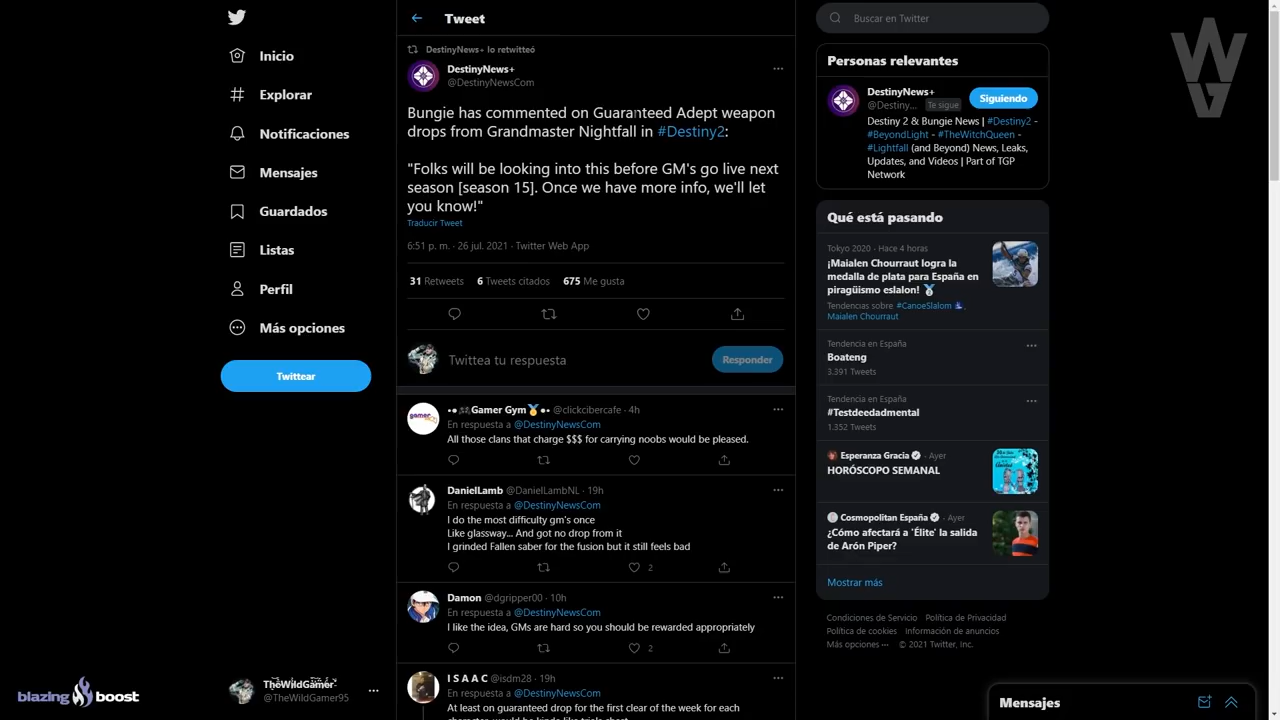 Inicio
Explorar
Notificaciones
Mensajes
Guardados
Listas
Perfil
Más opciones
Twittear
TheWildGamer
@TheWildGamer95
blazing boost
Tweet
DestinyNews+ lo retwitteó
DestinyNews+
@DestinyNewsCom
Bungie has commented on Guaranteed Adept weapon
drops from Grandmaster Nightfall in #Destiny2:
"Folks will be looking into this before GM's go live next
season [season 15]. Once we have more info, we'll let
you know!"
Traducir Tweet
6:51 p. m. · 26 jul. 2021 · Twitter Web App
31 Retweets 6 Tweets citados 675 Me gusta
Twittea tu respuesta
Responder
Gamer Gym @clickcibercafe · 4h
En respuesta a @DestinyNewsCom
All those clans that charge $$$ for carrying noobs would be pleased.
DanielLamb @DanielLambNL · 19h
En respuesta a @DestinyNewsCom
I do the most difficulty gm's once
Like glassway... And got no drop from it
I grinded Fallen saber for the fusion but it still feels bad
2
Damon @dgripper00 · 10h
En respuesta a @DestinyNewsCom
I like the idea, GMs are hard so you should be rewarded appropriately
2
I S A A C @isdm28 · 19h
En respuesta a @DestinyNewsCom
At least on guaranteed drop for the first clear of the week for each
Buscar en Twitter
Personas relevantes
DestinyNews+
@Destiny... Te sigue
Siguiendo
Destiny 2 & Bungie News | #Destiny2 -
#BeyondLight - #TheWitchQueen -
#Lightfall (and Beyond) News, Leaks,
Updates, and Videos | Part of TGP
Network
Qué está pasando
Tokyo 2020 · Hace 4 horas
¡Maialen Chourraut logra la
medalla de plata para España en
piragüismo eslalon!
Tendencias sobre #CanoeSlalom ,
Maialen Chourraut
Tendencia en España
Boateng
3,391 Tweets
Tendencia en España
#Testdeedadmental
1,352 Tweets
Esperanza Gracia · Ayer
HORÓSCOPO SEMANAL
Cosmopolitan España · Ayer
¿Cómo afectará a 'Élite' la salida
de Arón Piper?
Mostrar más
Condiciones de Servicio Política de Privacidad
Política de cookies Información de anuncios
Más opciones ··· © 2021 Twitter, Inc.
Mensajes